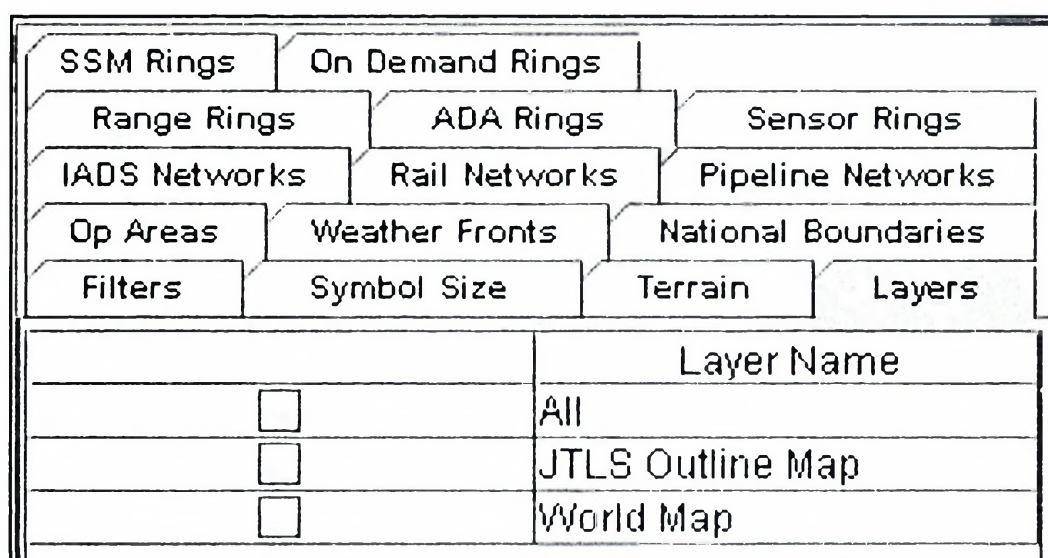 SSM Rings On Demand Rings
Range Rings ADA Rings Sensor Rings
IADS Networks Rail Networks Pipeline Networks
Op Areas Weather Fronts National Boundaries
Filters Symbol Size Terrain Layers
Layer Name
All
JTLS Outline Map
World Map